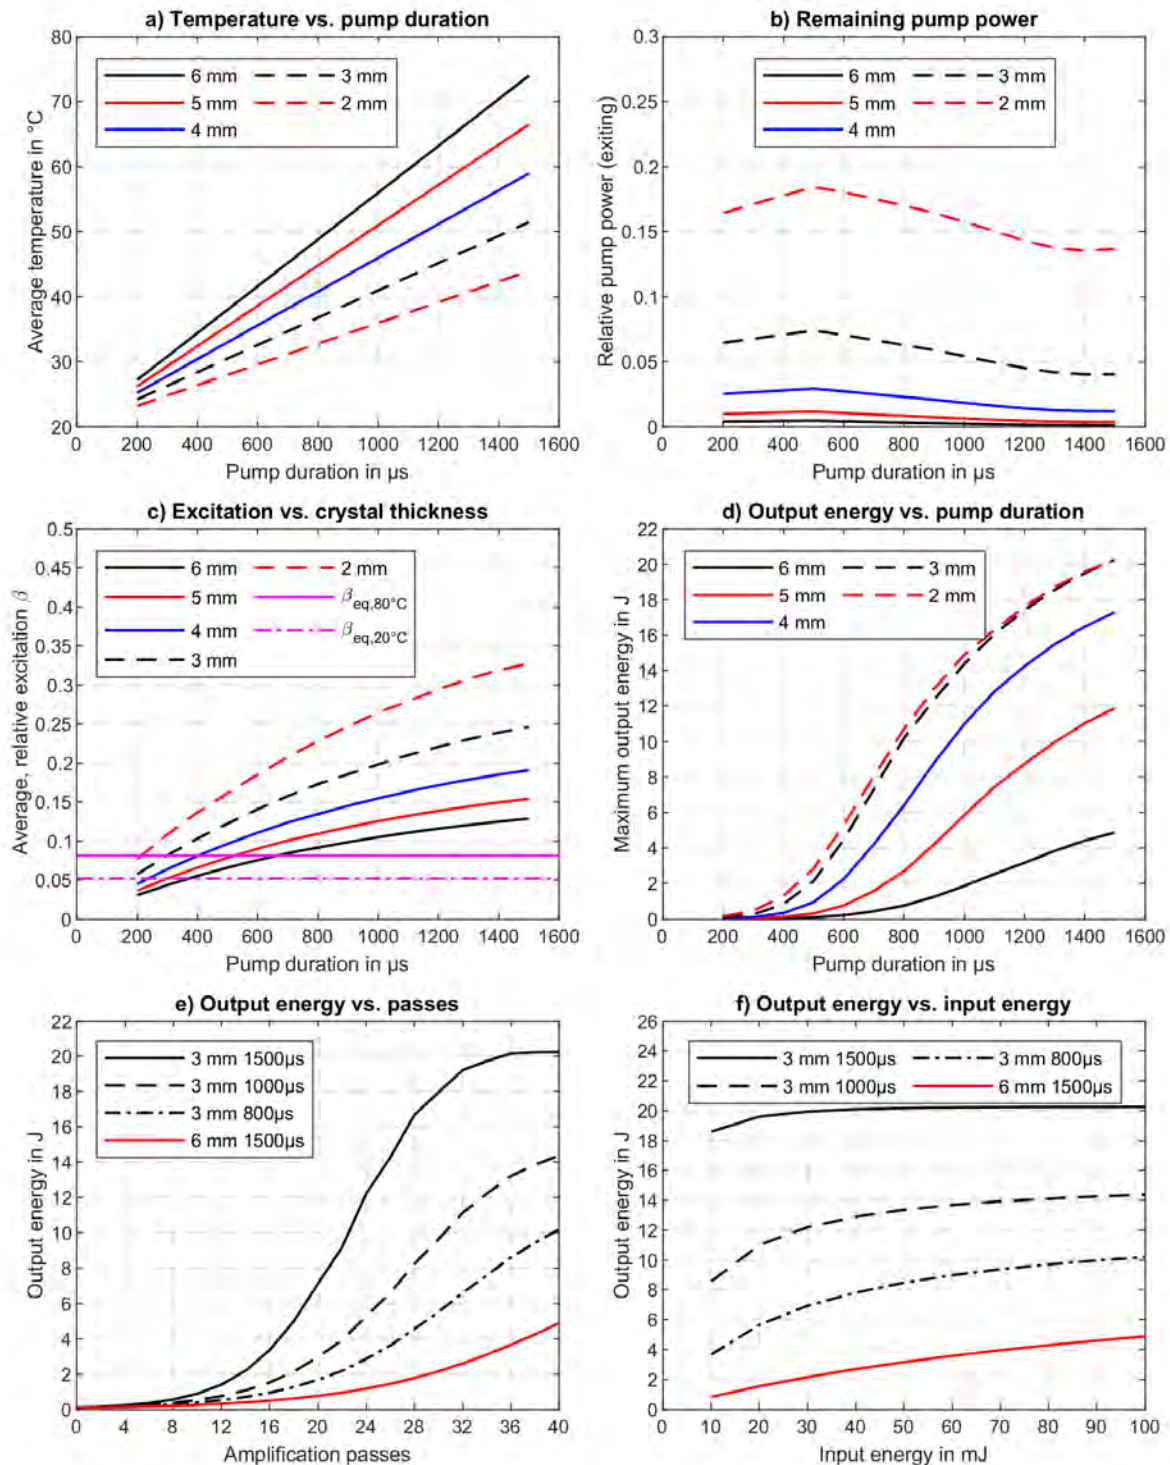 a) Temperature vs. pump duration
Average temperature in °C
80
70
60
50
40
30
20
6 mm
3 mm
5 mm
2 mm
4 mm
0 200 400 600 800 1000 1200 1400 1600
Pump duration in µs
b) Remaining pump power
Relative pump power (exiting)
0.3
0.25
0.2
0.15
0.1
0.05
0
6 mm
3 mm
5 mm
2 mm
4 mm
0 200 400 600 800 1000 1200 1400 1600
Pump duration in µs
c) Excitation vs. crystal thickness
Average, relative excitation β
0.5
0.45
0.4
0.35
0.3
0.25
0.2
0.15
0.1
0.05
0
6 mm
2 mm
5 mm
βeq,80°C
4 mm
βeq,20°C
3 mm
0 200 400 600 800 1000 1200 1400 1600
Pump duration in µs
d) Output energy vs. pump duration
Maximum output energy in J
22
20
18
16
14
12
10
8
6
4
2
0
6 mm
3 mm
5 mm
2 mm
4 mm
0 200 400 600 800 1000 1200 1400 1600
Pump duration in µs
e) Output energy vs. passes
Output energy in J
22
20
18
16
14
12
10
8
6
4
2
0
3 mm 1500µs
3 mm 1000µs
3 mm 800µs
6 mm 1500µs
0 4 8 12 16 20 24 28 32 36 40
Amplification passes
f) Output energy vs. input energy
Output energy in J
26
24
22
20
18
16
14
12
10
8
6
4
2
0
3 mm 1500µs
3 mm 800µs
3 mm 1000µs
6 mm 1500µs
0 10 20 30 40 50 60 70 80 90 100
Input energy in mJ